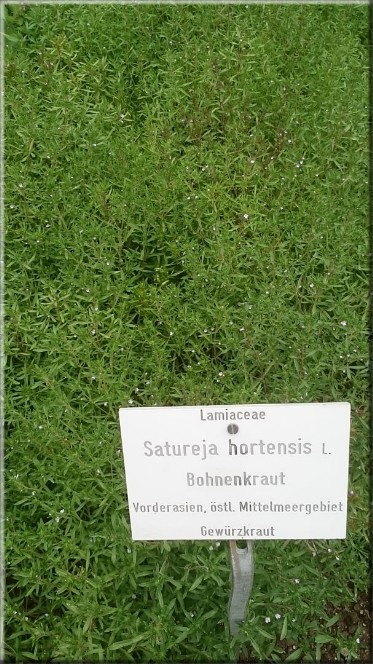 Lamiaceae
Satureja hortensis L.
Bohnenkraut
Vorderasien, östl. Mittelmeergebiet
Gewürzkraut